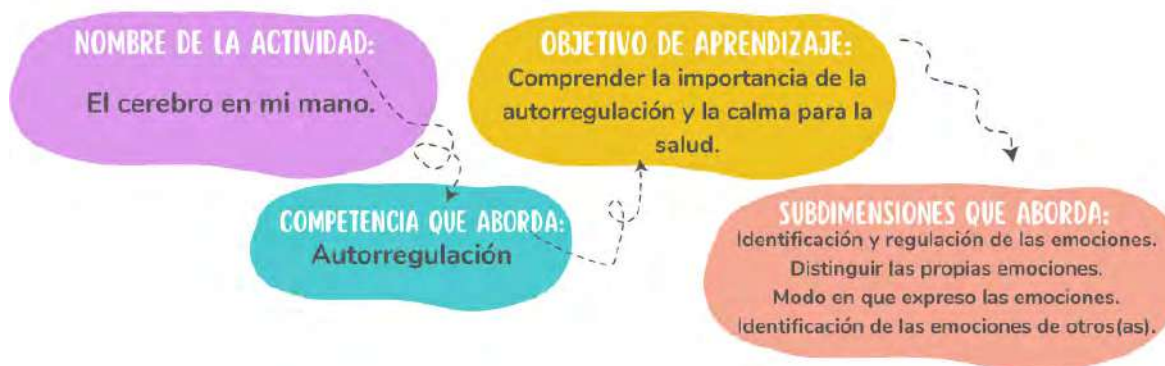 NOMBRE DE LA ACTIVIDAD:
El cerebro en mi mano.
COMPETENCIA QUE ABORDA:
Autorregulación
OBJETIVO DE APRENDIZAJE:
Comprender la importancia de la
autorregulación y la calma para la
salud.
SUBDIMENSIONES QUE ABORDA:
Identificación y regulación de las emociones.
Distinguir las propias emociones.
Modo en que expreso las emociones.
Identificación de las emociones de otros(as).